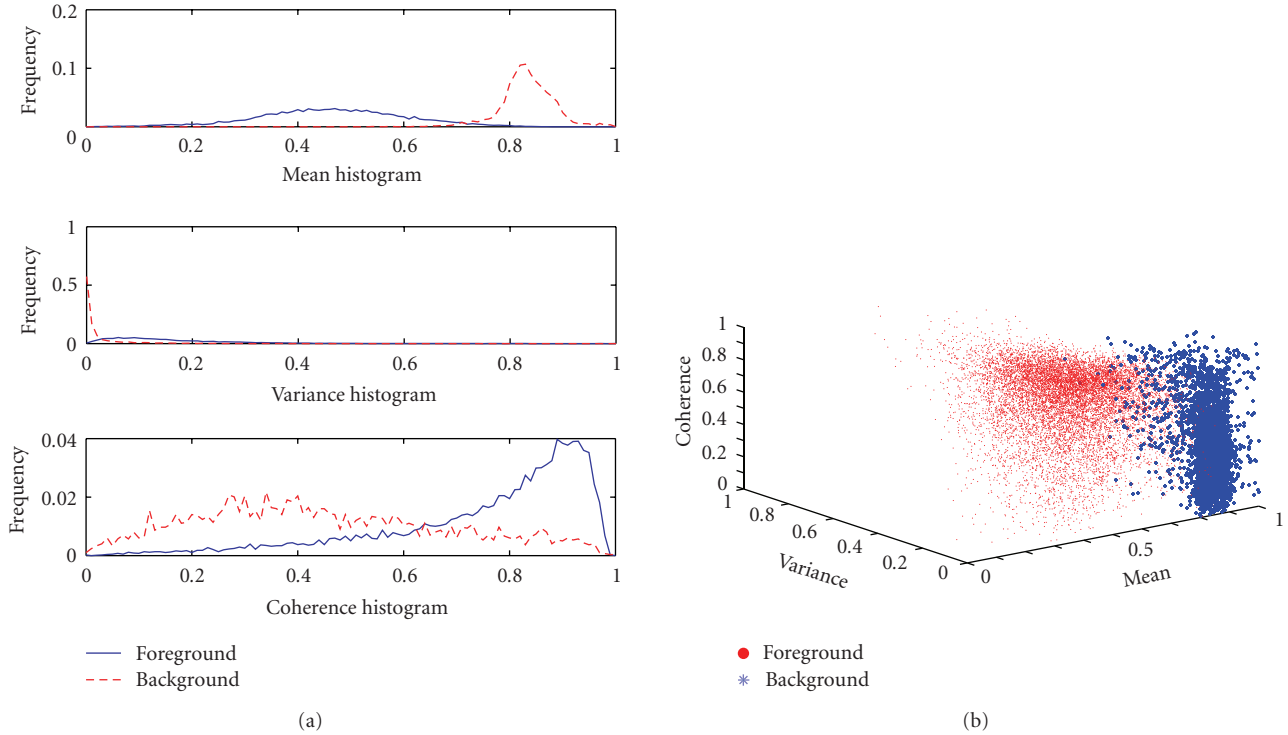 0.2
0.1
0
Frequency
0 0.2 0.4 0.6 0.8 1
Mean histogram
1
0.5
0
Frequency
0 0.2 0.4 0.6 0.8 1
Variance histogram
0.04
0.02
0
Frequency
0 0.2 0.4 0.6 0.8 1
Coherence histogram
Foreground
Background
(a)
1
0.8
0.6
0.4
0.2
0
Coherence
1
0.8
0.6
0.4
0.2
0
Variance
0
0.5
1
Mean
Foreground
Background
(b)